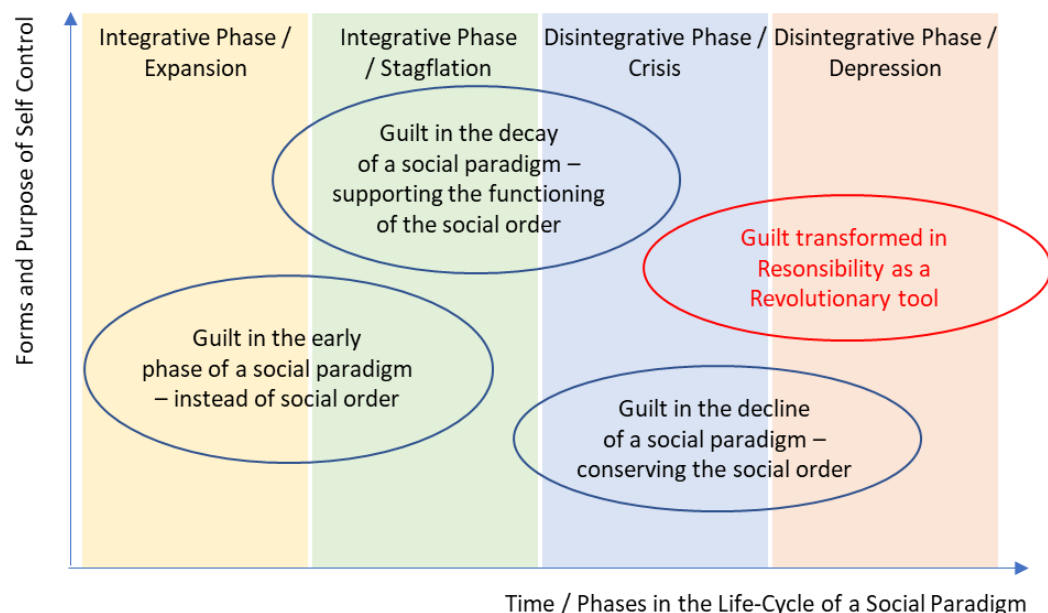 Forms and Purpose of Self Control
Integrative Phase /
Expansion
Integrative Phase
/ Stagflation
Disintegrative Phase /
Crisis
Disintegrative Phase /
Depression
Guilt in the decay
of a social paradigm –
supporting the functioning
of the social order
Guilt transformed in
Resonsibility as a
Revolutionary tool
Guilt in the early
phase of a social paradigm
– instead of social order
Guilt in the decline
of a social paradigm –
conserving the social order
Time / Phases in the Life-Cycle of a Social Paradigm